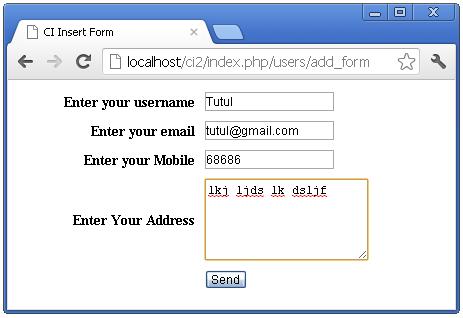 CI Insert Form
localhost/ci2/index.php/users/add_form
Enter your username Tutul
Enter your email tutul@gmail.com
Enter your Mobile 68686
Enter Your Address lkj ljds lk dsljf
Send